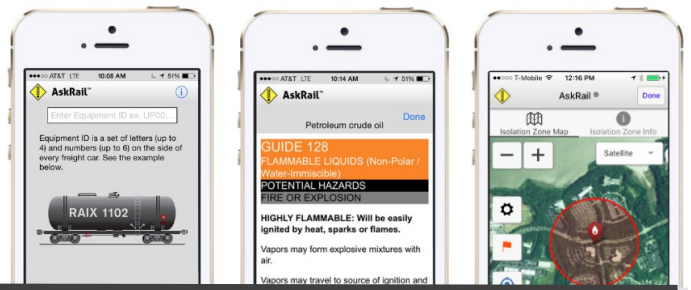 AT&T LTE 10:08 AM 51%
AskRail™
Enter Equipment ID ex. UP00...
Equipment ID is a set of letters (up to
4) and numbers (up to 6) on the side of
every freight car. See the example
below.
RAIX 1102
AT&T LTE 10:14 AM 51%
AskRail™
Done
Petroleum crude oil
GUIDE 128
FLAMMABLE LIQUIDS (Non-Polar /
Water-Immiscible)
POTENTIAL HAZARDS
FIRE OR EXPLOSION
HIGHLY FLAMMABLE: Will be easily
ignited by heat, sparks or flames.
Vapors may form explosive mixtures with
air.
Vapors may travel to source of ignition and
T-Mobile 12:16 PM
AskRail ®
Done
Isolation Zone Map
Isolation Zone Info
Satellite